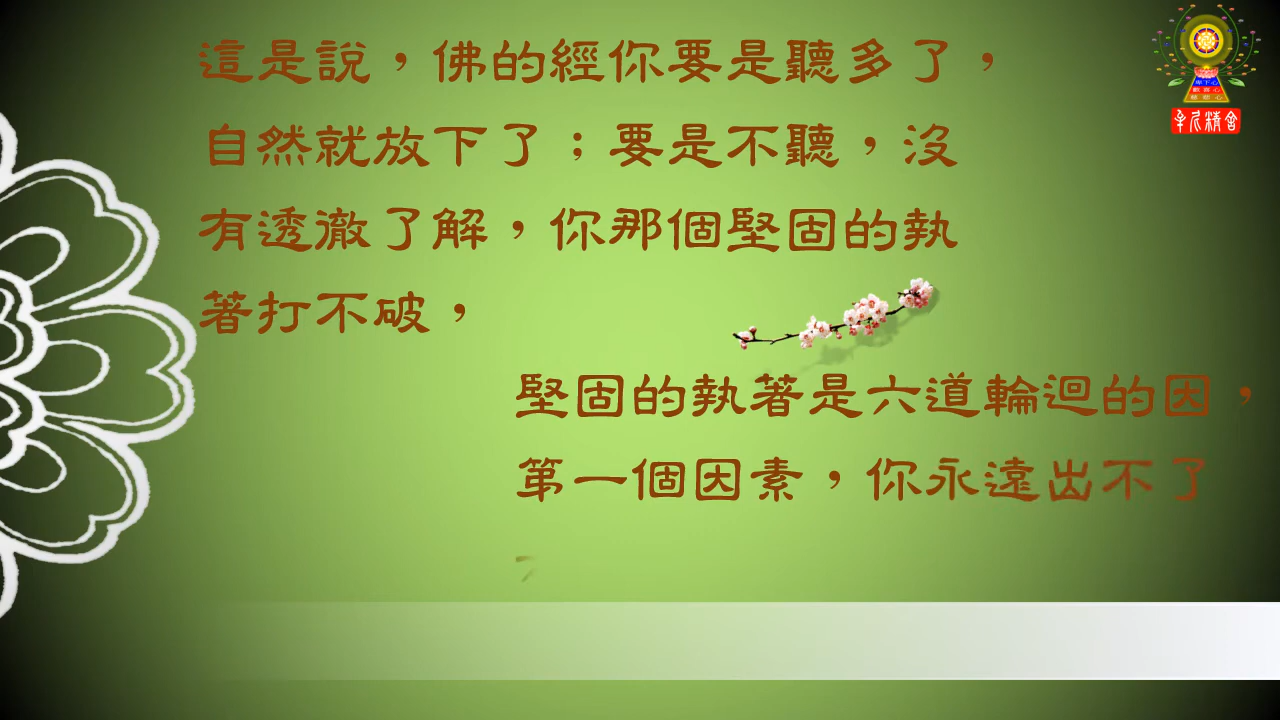 這是說，佛的經你要是聽多了，
自然就放下了；要是不聽，沒
有透徹了解，你那個堅固的執
著打不破，
堅固的執著是六道輪迴的因，
第一個因素，你永遠出不了